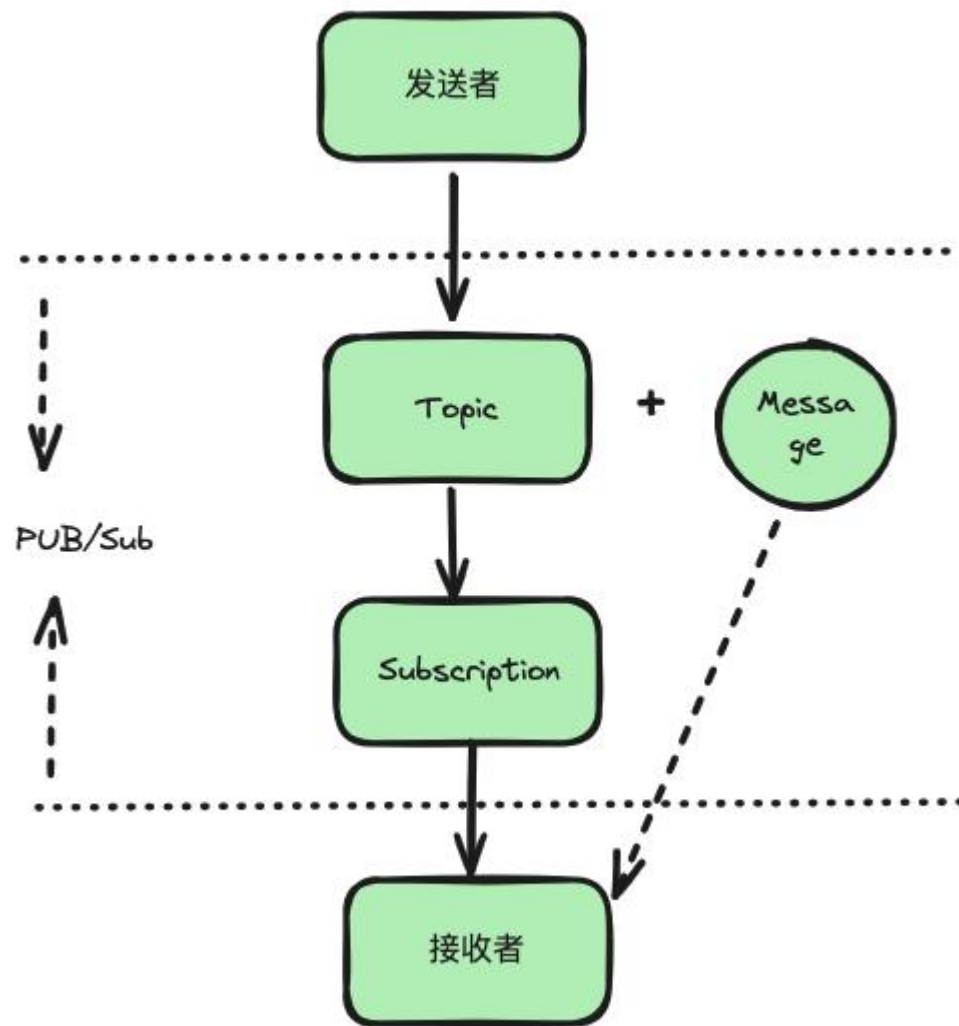 发送者
Topic
+
Messa
ge
PUB/Sub
Subscription
接收者